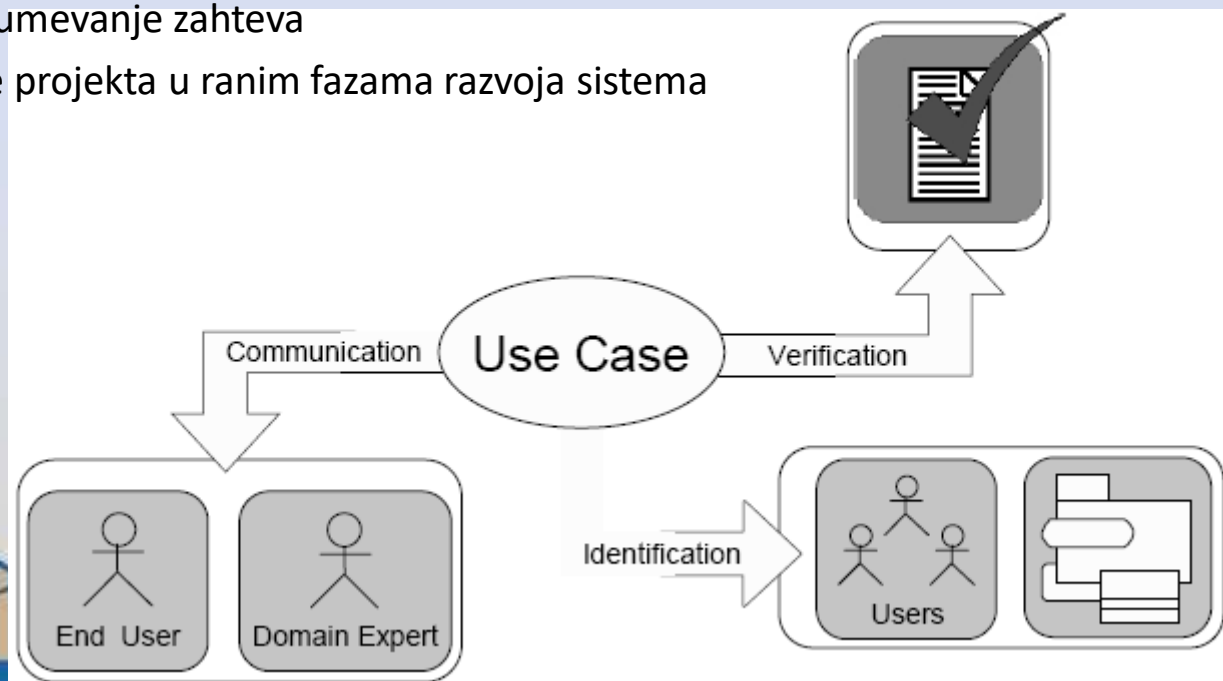 umevanje zahteva
projekta u ranim fazama razvoja sistema
Use Case
Communication
Verification
Identification
End User
Domain Expert
Users